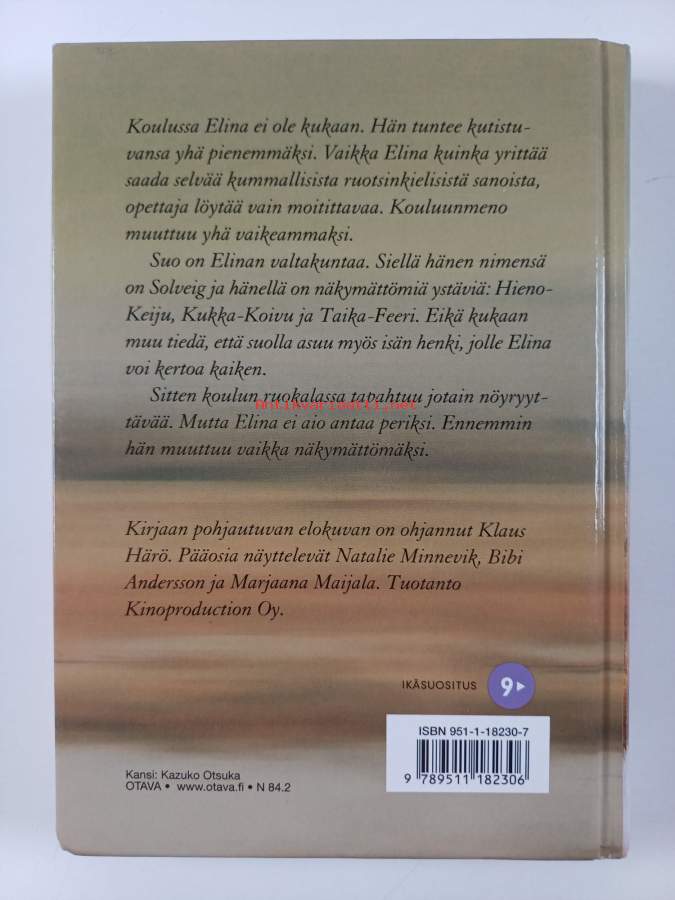 Koulussa Elina ei ole kukaan. Hän tuntee kutistu-
vansa yhä pienemmäksi. Vaikka Elina kuinka yrittää
saada selvää kummallisista ruotsinkielisistä sanoista,
opettaja löytää vain moitittavaa. Kouluunmeno
muuttuu yhä vaikeammaksi.
Suo on Elinan valtakuntaa. Siellä hänen nimensä
on Solveig ja hänellä on näkymättömiä ystäviä: Hieno-
Keiju, Kukka-Koivu ja Taika-Feeri. Eikä kukaan
muu tiedä, että suolla asuu myös isän henki, jolle Elina
voi kertoa kaiken.
Sitten koulun ruokalassa tapahtuu jotain nöyryyt-
antikvariaatti.net
tävää. Mutta Elina ei aio antaa periksi. Ennemmin
hän muuttuu vaikka näkymättömäksi.
Kirjaan pohjautuvan elokuvan on ohjannut Klaus
Härö. Pääosia näyttelevät Natalie Minnevik, Bibi
Andersson ja Marjaana Maijala. Tuotanto
Kinoproduction Oy.
IKÄSUOSITUS 9
ISBN 951-1-18230-7
9 789511 182306
Kansi: Kazuko Otsuka
OTAVA • www.otava.fi • N 84.2